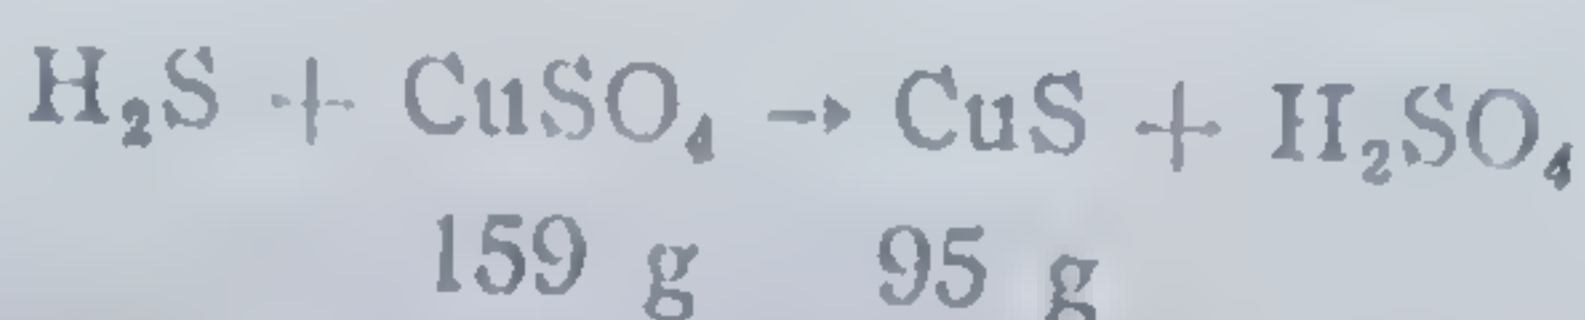 H₂S + CuSO₄ → CuS + H₂SO₄
159 g 95 g